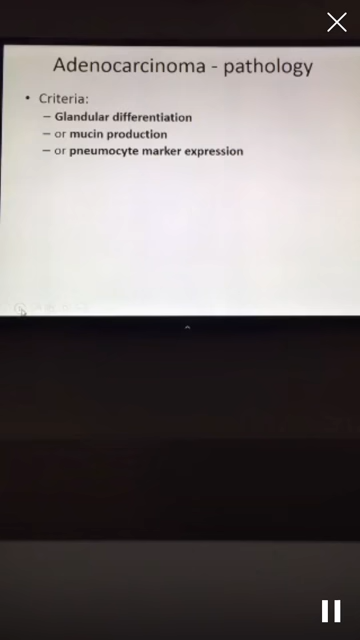 Adenocarcinoma - pathology
• Criteria:
– Glandular differentiation
– or mucin production
– or pneumocyte marker expression